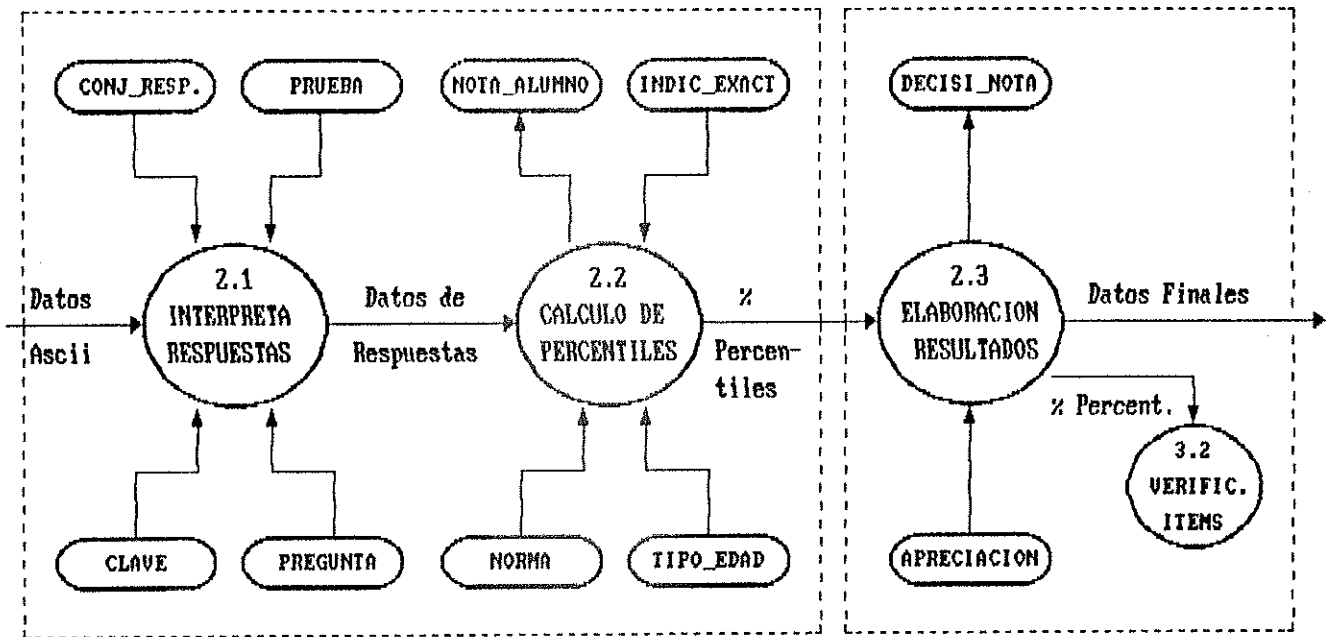 CONJ_RESP.
PRUEBA
NOTA_ALUMNO
INDIC_EXACT
DECISI_NOTA
Datos
Ascii
2.1
INTERPRETA
RESPUESTAS
Datos de
Respuestas
2.2
CALCULO DE
PERCENTILES
%
Percen-
tiles
2.3
ELABORACION
RESULTADOS
Datos Finales
% Percent.
3.2
VERIFIC.
ITEMS
CLAVE
PREGUNTA
NORMA
TIPO_EDAD
APRECIACION